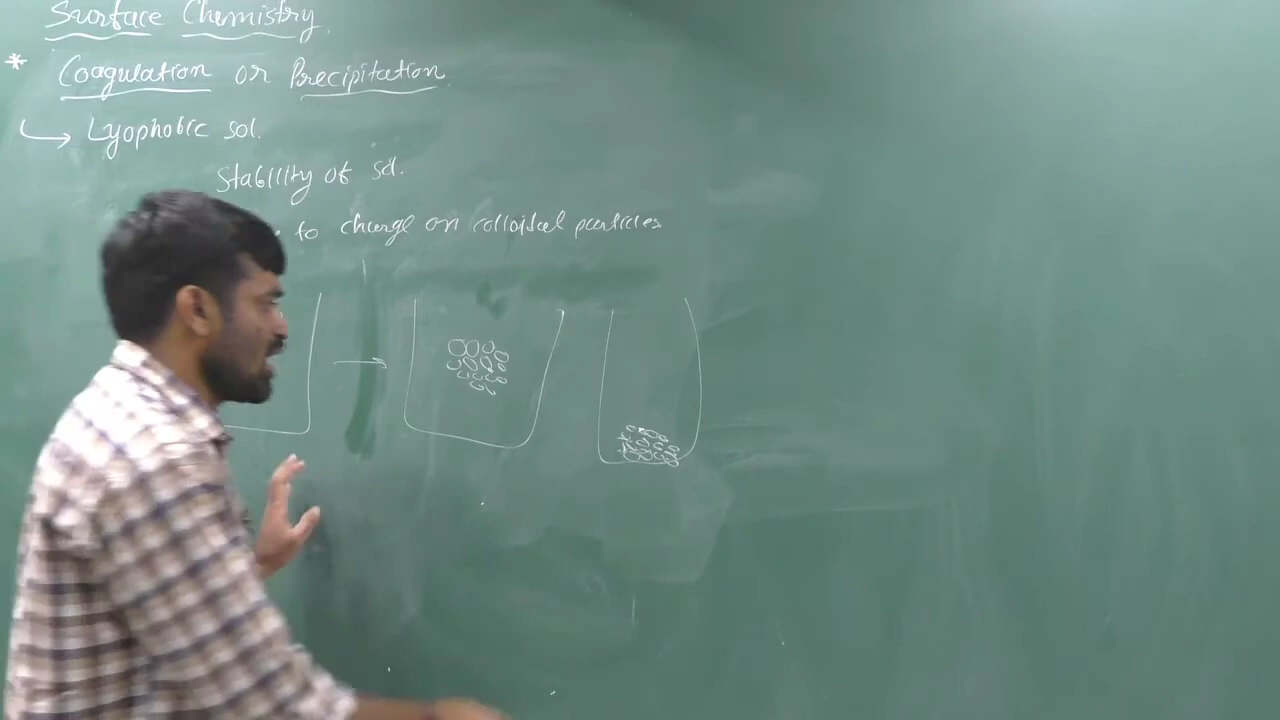 Surface Chemistry.
* Coagulation or Precipitation
↳ Lyophobic sol.
Stability of sol.
to charge on colloidal particles